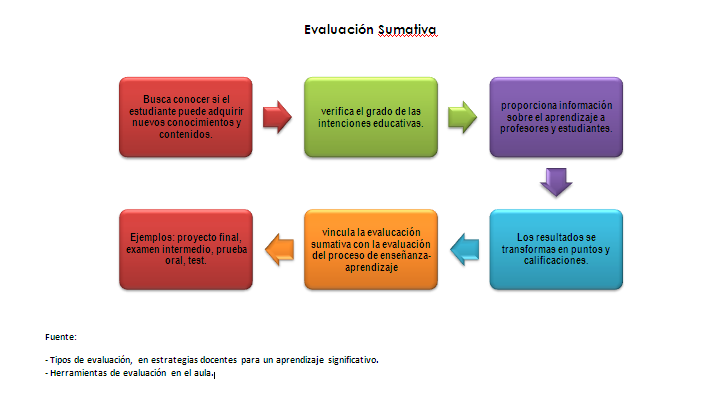 Evaluación Sumativa
Busca conocer si el
estudiante puede adquirir
nuevos conocimientos y
contenidos.
verifica el grado de las
intenciones educativas.
proporciona información
sobre el aprendizaje a
profesores y estudiantes.
Los resultados se
transformas en puntos y
calificaciones.
vincula la evalucación
sumativa con la evaluación
del proceso de enseñanza-
aprendizaje
Ejemplos: proyecto final,
examen intermedio, prueba
oral, test.
Fuente:
- Tipos de evaluación, en estrategias docentes para un aprendizaje significativo.
- Herramientas de evaluación en el aula.